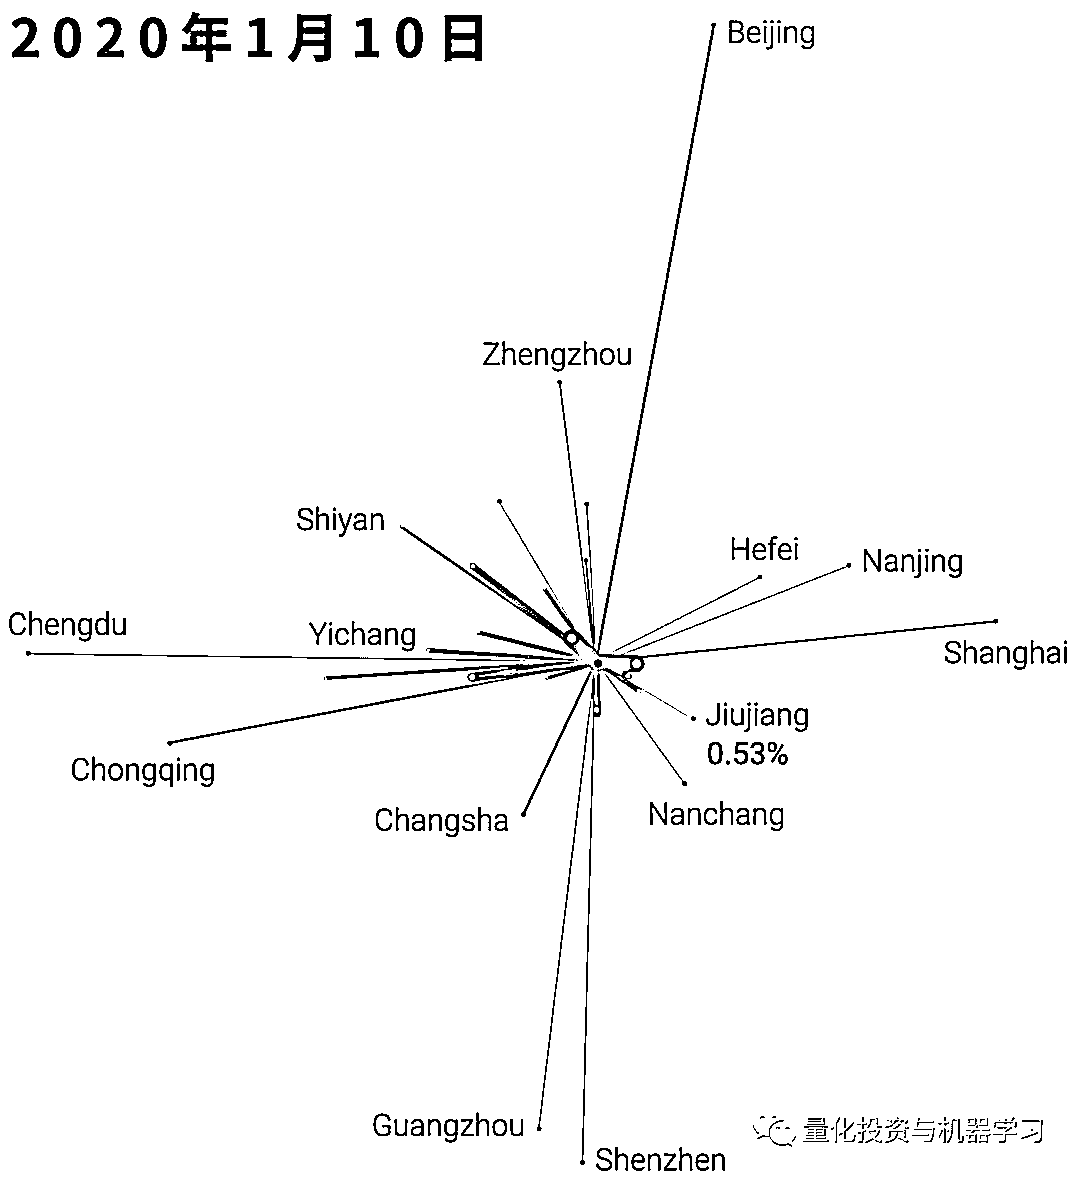 2020年1月10日
Beijing
Zhengzhou
Shiyan
Hefei
Nanjing
Chengdu
Yichang
Shanghai
Jiujiang
0.53%
Chongqing
Changsha
Nanchang
Guangzhou
量化投资与机器学习
Shenzhen